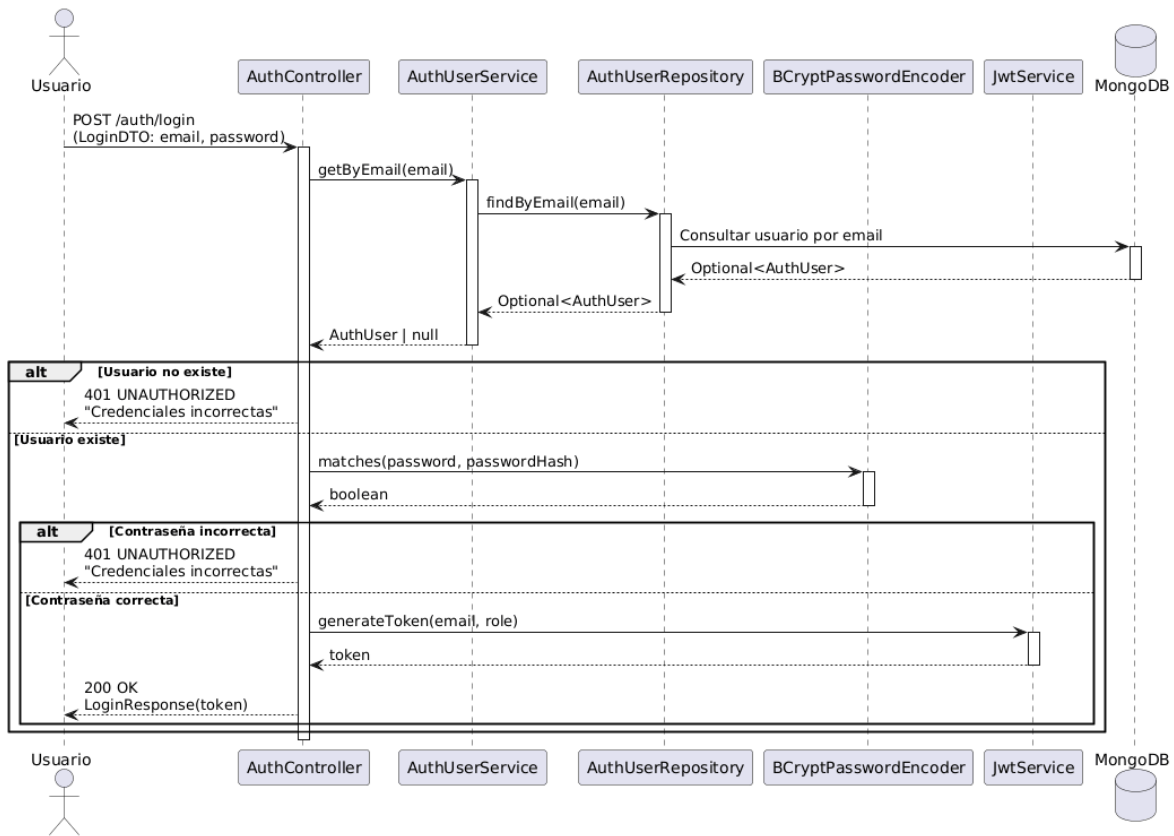 Usuario
AuthController
AuthUserService
AuthUserRepository
BCryptPasswordEncoder
JwtService
MongoDB
POST /auth/login
(LoginDTO: email, password)
getByEmail(email)
findByEmail(email)
Consultar usuario por email
Optional<AuthUser>
Optional<AuthUser>
AuthUser | null
alt [Usuario no existe]
401 UNAUTHORIZED
"Credenciales incorrectas"
[Usuario existe]
matches(password, passwordHash)
boolean
alt [Contraseña incorrecta]
401 UNAUTHORIZED
"Credenciales incorrectas"
[Contraseña correcta]
generateToken(email, role)
token
200 OK
LoginResponse(token)
Usuario
AuthController
AuthUserService
AuthUserRepository
BCryptPasswordEncoder
JwtService
MongoDB